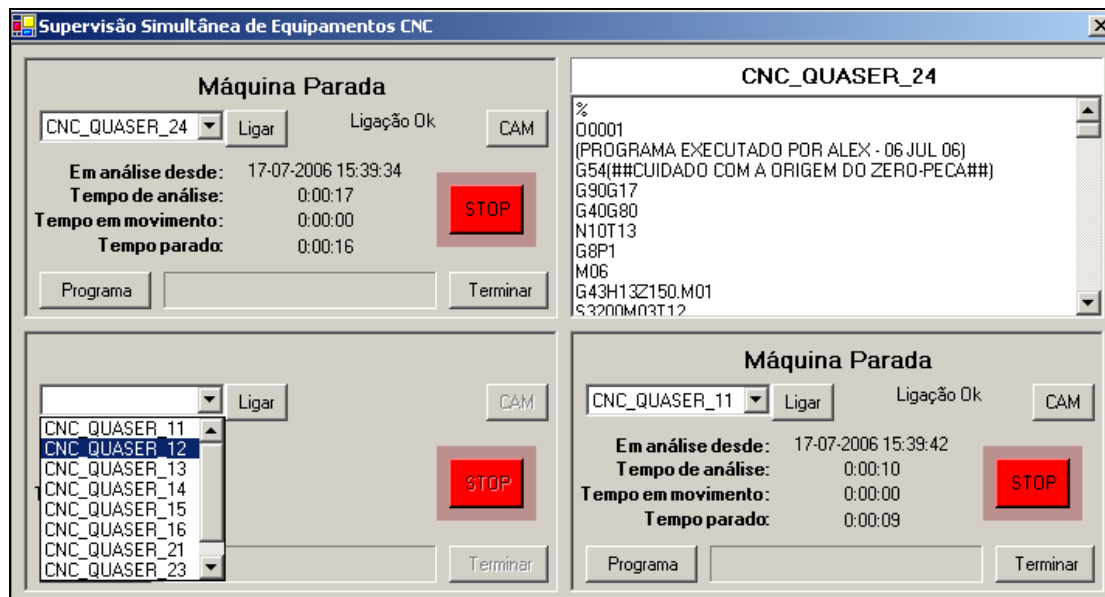 Supervisão Simultânea de Equipamentos CNC
Máquina Parada
CNC_QUASER_24 Ligar Ligação Ok CAM
Em análise desde: 17-07-2006 15:39:34
Tempo de análise: 0:00:17
Tempo em movimento: 0:00:00
Tempo parado: 0:00:16
STOP
Programa Terminar
CNC_QUASER_24
%
O0001
(PROGRAMA EXECUTADO POR ALEX - 06 JUL 06)
G54(##CUIDADO COM A ORIGEM DO ZERO-PECA##)
G90G17
G40G80
N10T13
G8P1
M06
G43H13Z150.M01
S3200M03T12
Ligar CAM
CNC_QUASER_11
CNC_QUASER_12
CNC_QUASER_13
CNC_QUASER_14
CNC_QUASER_15
CNC_QUASER_16
CNC_QUASER_21
CNC_QUASER_23
STOP
Terminar
Máquina Parada
CNC_QUASER_11 Ligar Ligação Ok CAM
Em análise desde: 17-07-2006 15:39:42
Tempo de análise: 0:00:10
Tempo em movimento: 0:00:00
Tempo parado: 0:00:09
STOP
Programa Terminar